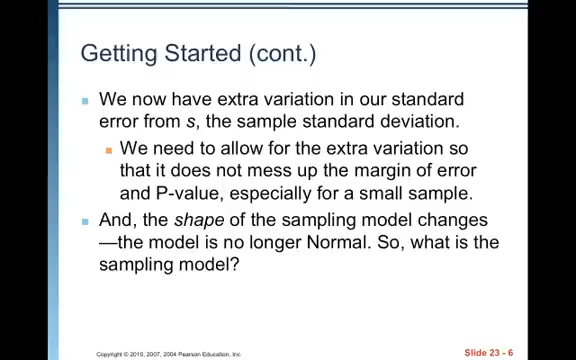 Getting Started (cont.)
We now have extra variation in our standard
error from s, the sample standard deviation.
We need to allow for the extra variation so
that it does not mess up the margin of error
and P-value, especially for a small sample.
And, the shape of the sampling model changes
—the model is no longer Normal. So, what is the
sampling model?
Copyright © 2010, 2007, 2004 Pearson Education, Inc.
Slide 23 - 6